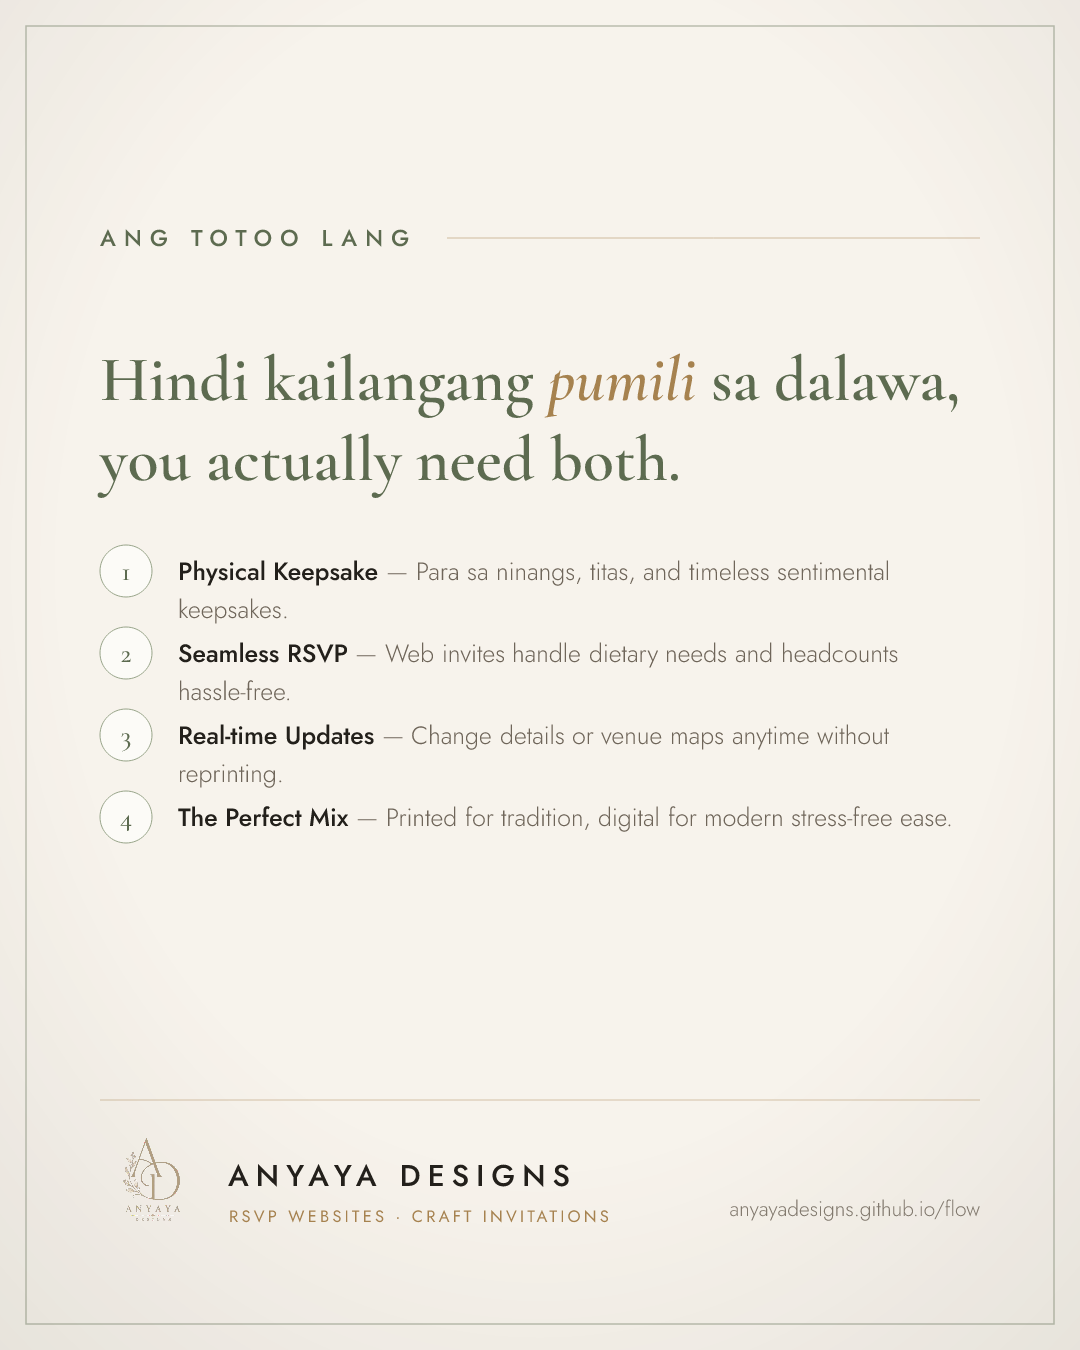 ANG TOTOO LANG
Hindi kailangang pumili sa dalawa,
you actually need both.
1 Physical Keepsake — Para sa ninangs, titas, and timeless sentimental
keepsakes.
2 Seamless RSVP — Web invites handle dietary needs and headcounts
hassle-free.
3 Real-time Updates — Change details or venue maps anytime without
reprinting.
4 The Perfect Mix — Printed for tradition, digital for modern stress-free ease.
AD
ANYAYA
ANYAYA DESIGNS
RSVP WEBSITES · CRAFT INVITATIONS
anyayadesigns.github.io/flow